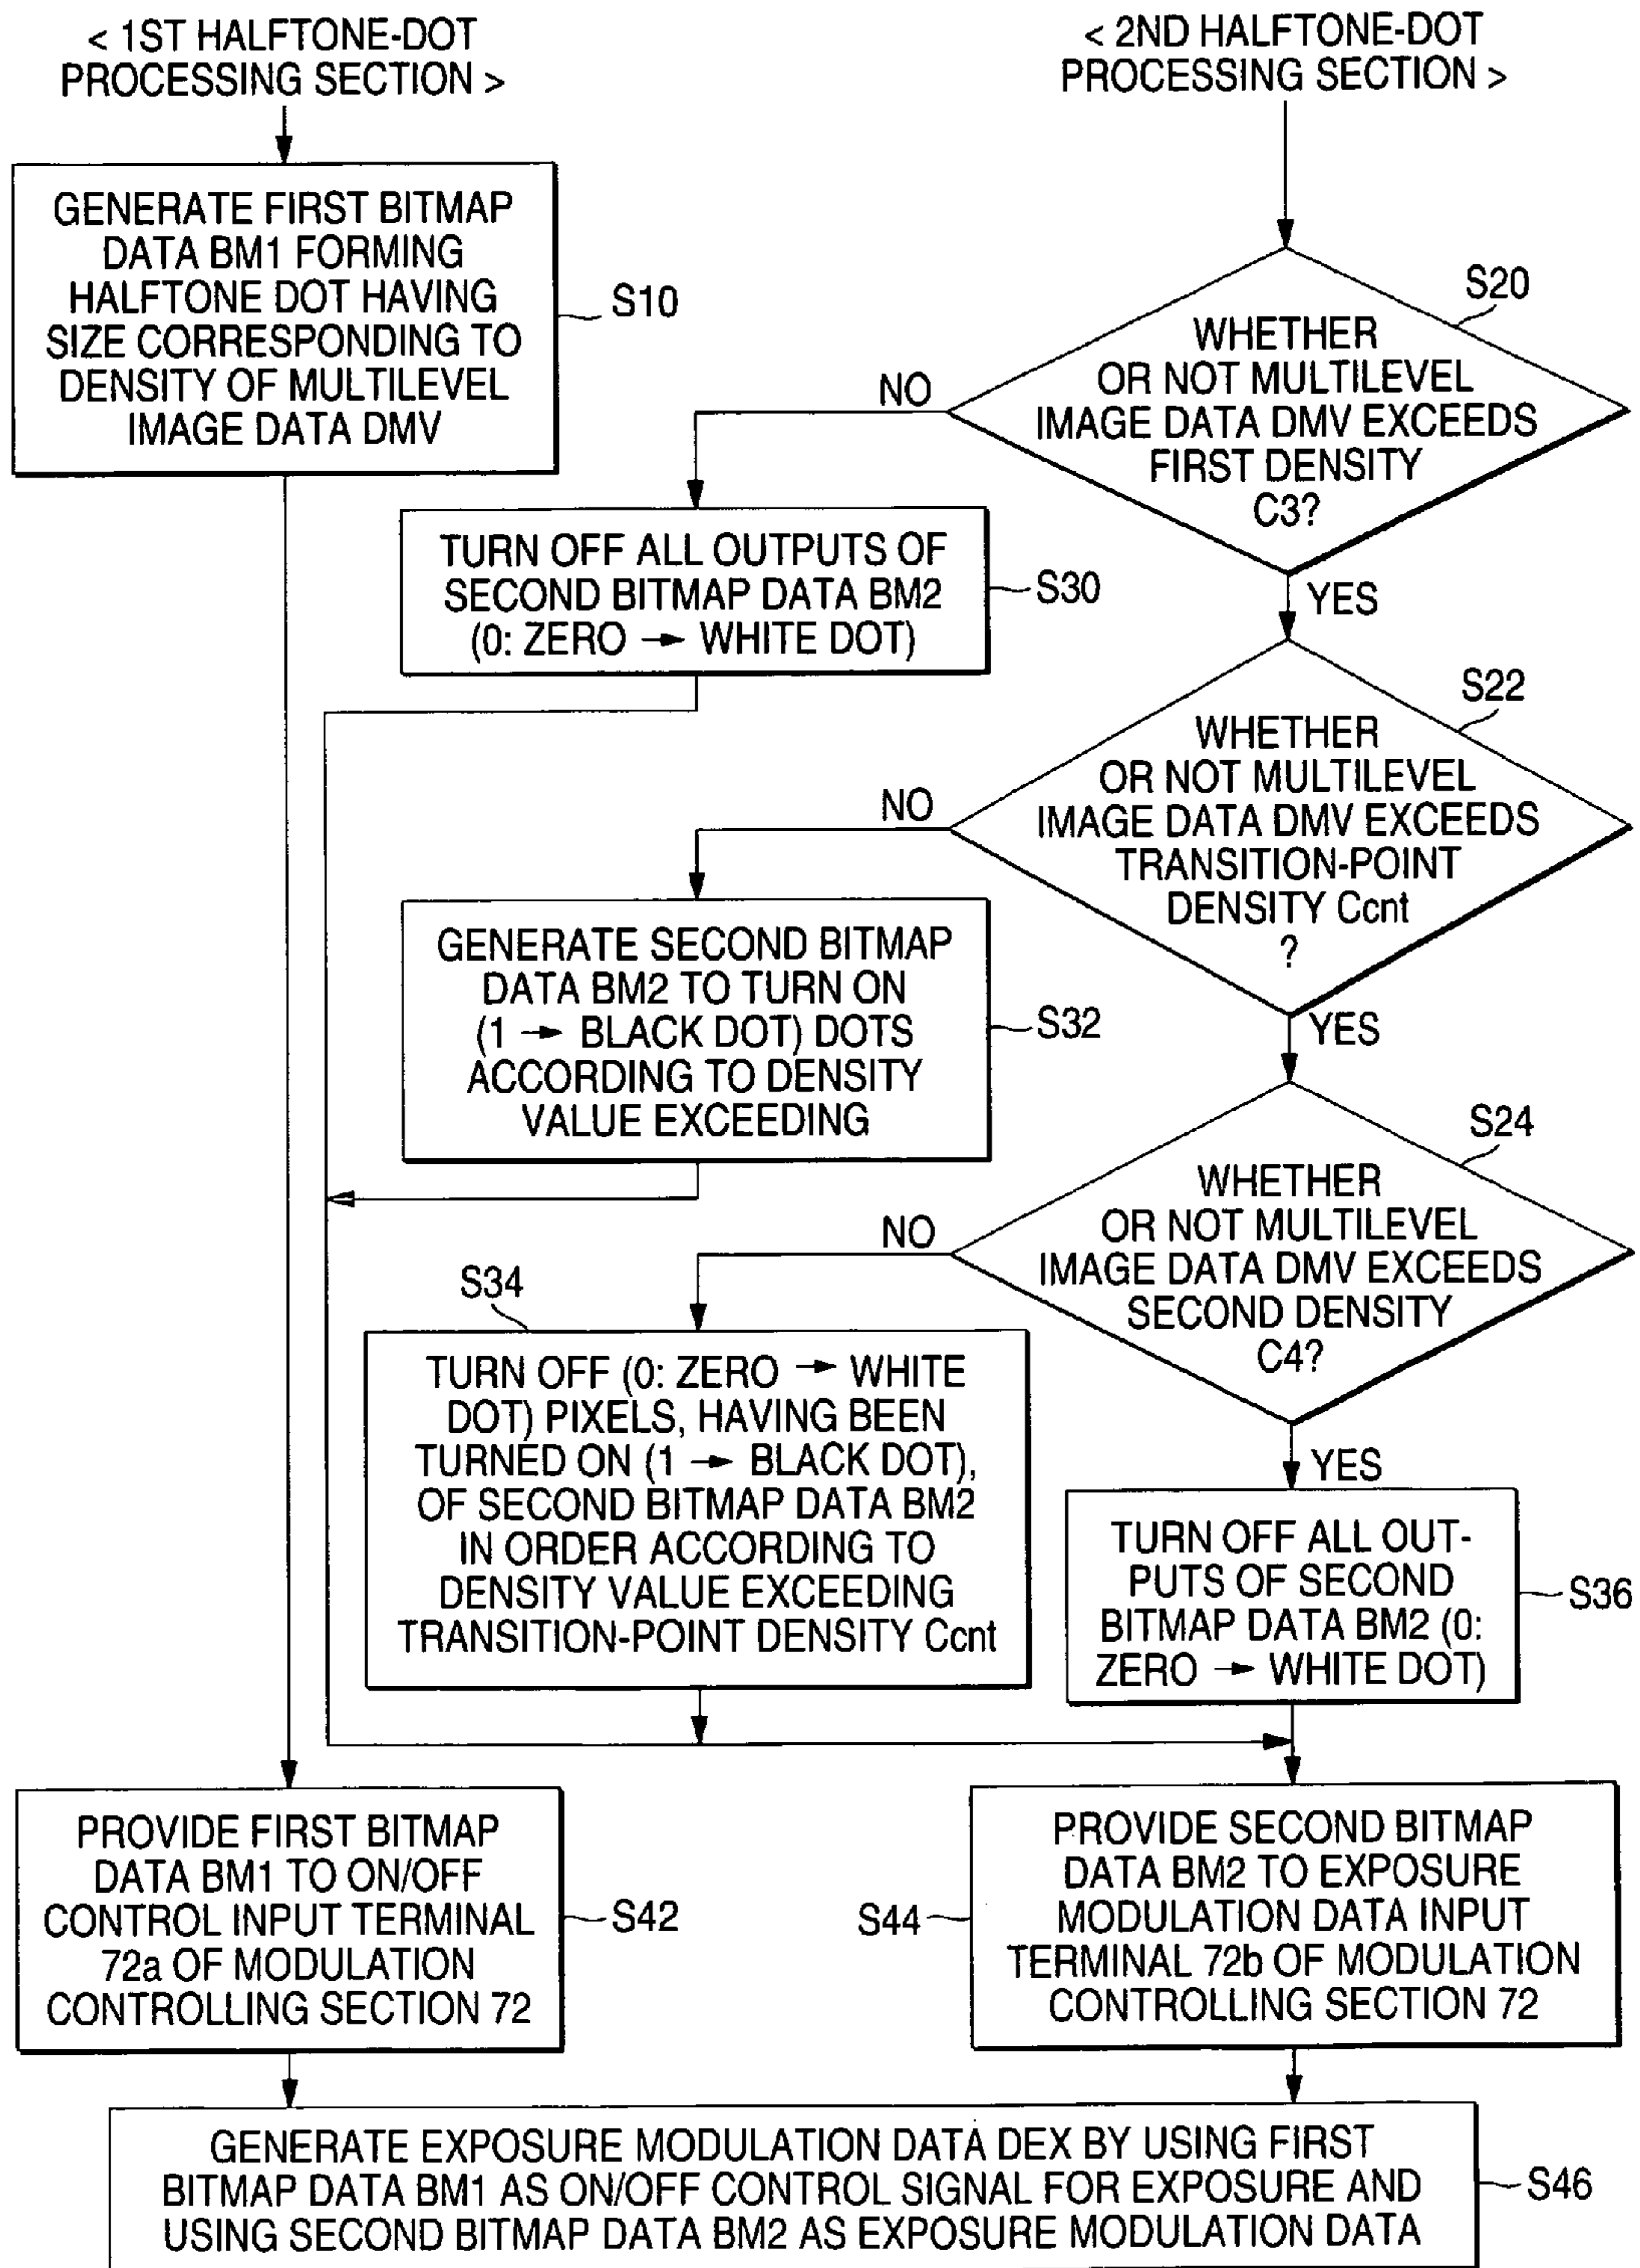 < 1ST HALFTONE-DOT
PROCESSING SECTION >
GENERATE FIRST BITMAP
DATA BM1 FORMING
HALFTONE DOT HAVING
SIZE CORRESPONDING TO
DENSITY OF MULTILEVEL
IMAGE DATA DMV
S10
< 2ND HALFTONE-DOT
PROCESSING SECTION >
S20
WHETHER
OR NOT MULTILEVEL
IMAGE DATA DMV EXCEEDS
FIRST DENSITY
C3?
NO
YES
TURN OFF ALL OUTPUTS OF
SECOND BITMAP DATA BM2
(0: ZERO → WHITE DOT)
S30
S22
WHETHER
OR NOT MULTILEVEL
IMAGE DATA DMV EXCEEDS
TRANSITION-POINT
DENSITY Ccnt
?
NO
YES
GENERATE SECOND BITMAP
DATA BM2 TO TURN ON
(1 → BLACK DOT) DOTS
ACCORDING TO DENSITY
VALUE EXCEEDING
S32
S24
WHETHER
OR NOT MULTILEVEL
IMAGE DATA DMV EXCEEDS
SECOND DENSITY
C4?
NO
YES
S34
TURN OFF (0: ZERO → WHITE
DOT) PIXELS, HAVING BEEN
TURNED ON (1 → BLACK DOT),
OF SECOND BITMAP DATA BM2
IN ORDER ACCORDING TO
DENSITY VALUE EXCEEDING
TRANSITION-POINT DENSITY Ccnt
TURN OFF ALL OUT-
PUTS OF SECOND
BITMAP DATA BM2 (0:
ZERO → WHITE DOT)
S36
PROVIDE FIRST BITMAP
DATA BM1 TO ON/OFF
CONTROL INPUT TERMINAL
72a OF MODULATION
CONTROLLING SECTION 72
S42
S44
PROVIDE SECOND BITMAP
DATA BM2 TO EXPOSURE
MODULATION DATA INPUT
TERMINAL 72b OF MODULATION
CONTROLLING SECTION 72
GENERATE EXPOSURE MODULATION DATA DEX BY USING FIRST
BITMAP DATA BM1 AS ON/OFF CONTROL SIGNAL FOR EXPOSURE AND
USING SECOND BITMAP DATA BM2 AS EXPOSURE MODULATION DATA
S46